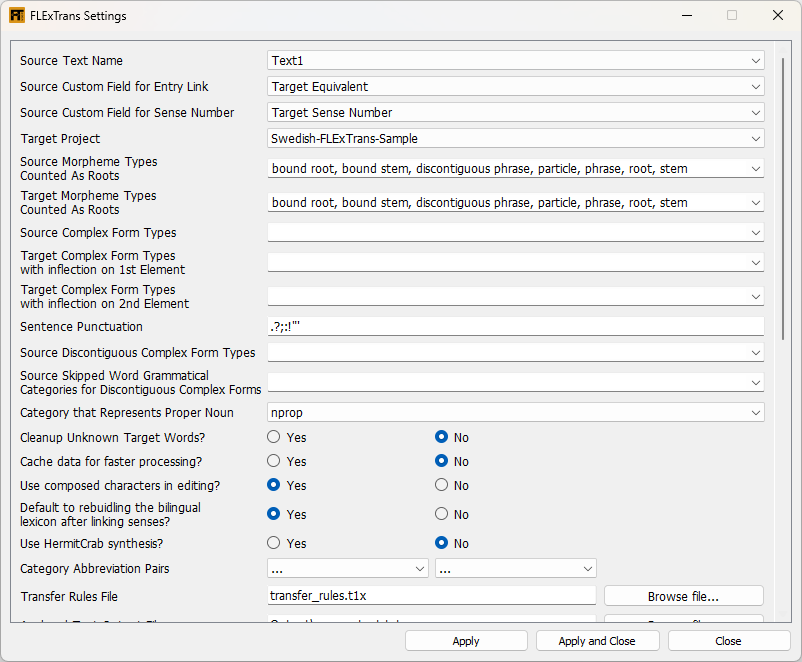 FLExTrans Settings
Source Text Name Text1
Source Custom Field for Entry Link Target Equivalent
Source Custom Field for Sense Number Target Sense Number
Target Project Swedish-FLExTrans-Sample
Source Morpheme Types
Counted As Roots
bound root, bound stem, discontiguous phrase, particle, phrase, root, stem
Target Morpheme Types
Counted As Roots
bound root, bound stem, discontiguous phrase, particle, phrase, root, stem
Source Complex Form Types
Target Complex Form Types
with inflection on 1st Element
Target Complex Form Types
with inflection on 2nd Element
Sentence Punctuation .?;:!"'
Source Discontiguous Complex Form Types
Source Skipped Word Grammatical
Categories for Discontiguous Complex Forms
Category that Represents Proper Noun nprop
Cleanup Unknown Target Words? Yes No
Cache data for faster processing? Yes No
Use composed characters in editing? Yes No
Default to rebuidling the bilingual
lexicon after linking senses?
Yes No
Use HermitCrab synthesis? Yes No
Category Abbreviation Pairs ... ...
Transfer Rules File transfer_rules.t1x Browse file...
Apply Apply and Close Close